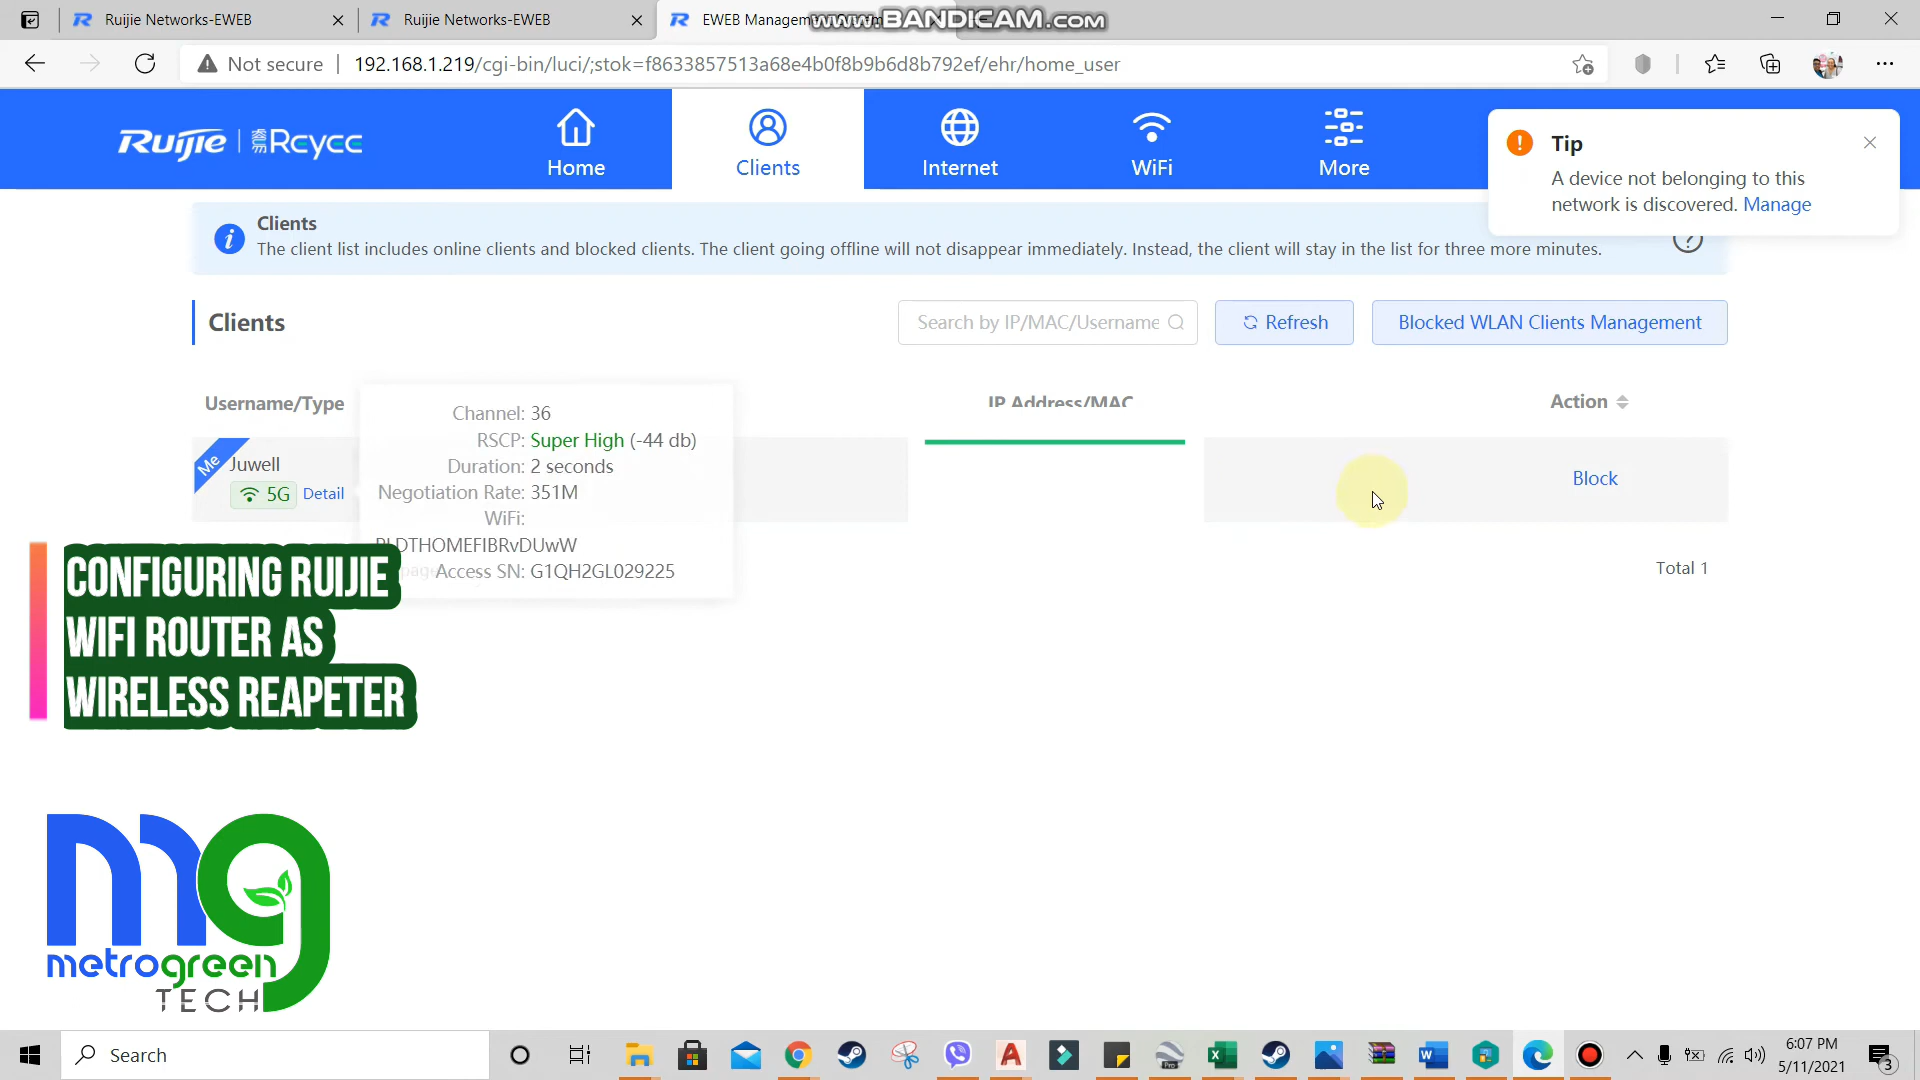 Ruijie Networks-EWEB
Ruijie Networks-EWEB
EWEB Managem
www.BANDICAM.com
Not secure
192.168.1.219/cgi-bin/luci/;stok=f8633857513a68e4b0f8b9b6d8b792ef/ehr/home_user
Ruijie | 睿易 Reyee
Home
Clients
Internet
WiFi
More
Tip
A device not belonging to this
network is discovered. Manage
Clients
The client list includes online clients and blocked clients. The client going offline will not disappear immediately. Instead, the client will stay in the list for three more minutes.
Clients
Search by IP/MAC/Username
Refresh
Blocked WLAN Clients Management
Username/Type
IP Address/MAC
Action
Me
Juwell
5G Detail
Channel: 36
RSCP: Super High (-44 db)
Duration: 2 seconds
Negotiation Rate: 351M
WiFi:
PLDTHOMEFIBRvDUwW
Access SN: G1QH2GL029225
Block
Total 1
CONFIGURING RUIJIE
WIFI ROUTER AS
WIRELESS REAPETER
mg
metrogreen
TECH
Search
6:07 PM
5/11/2021
3